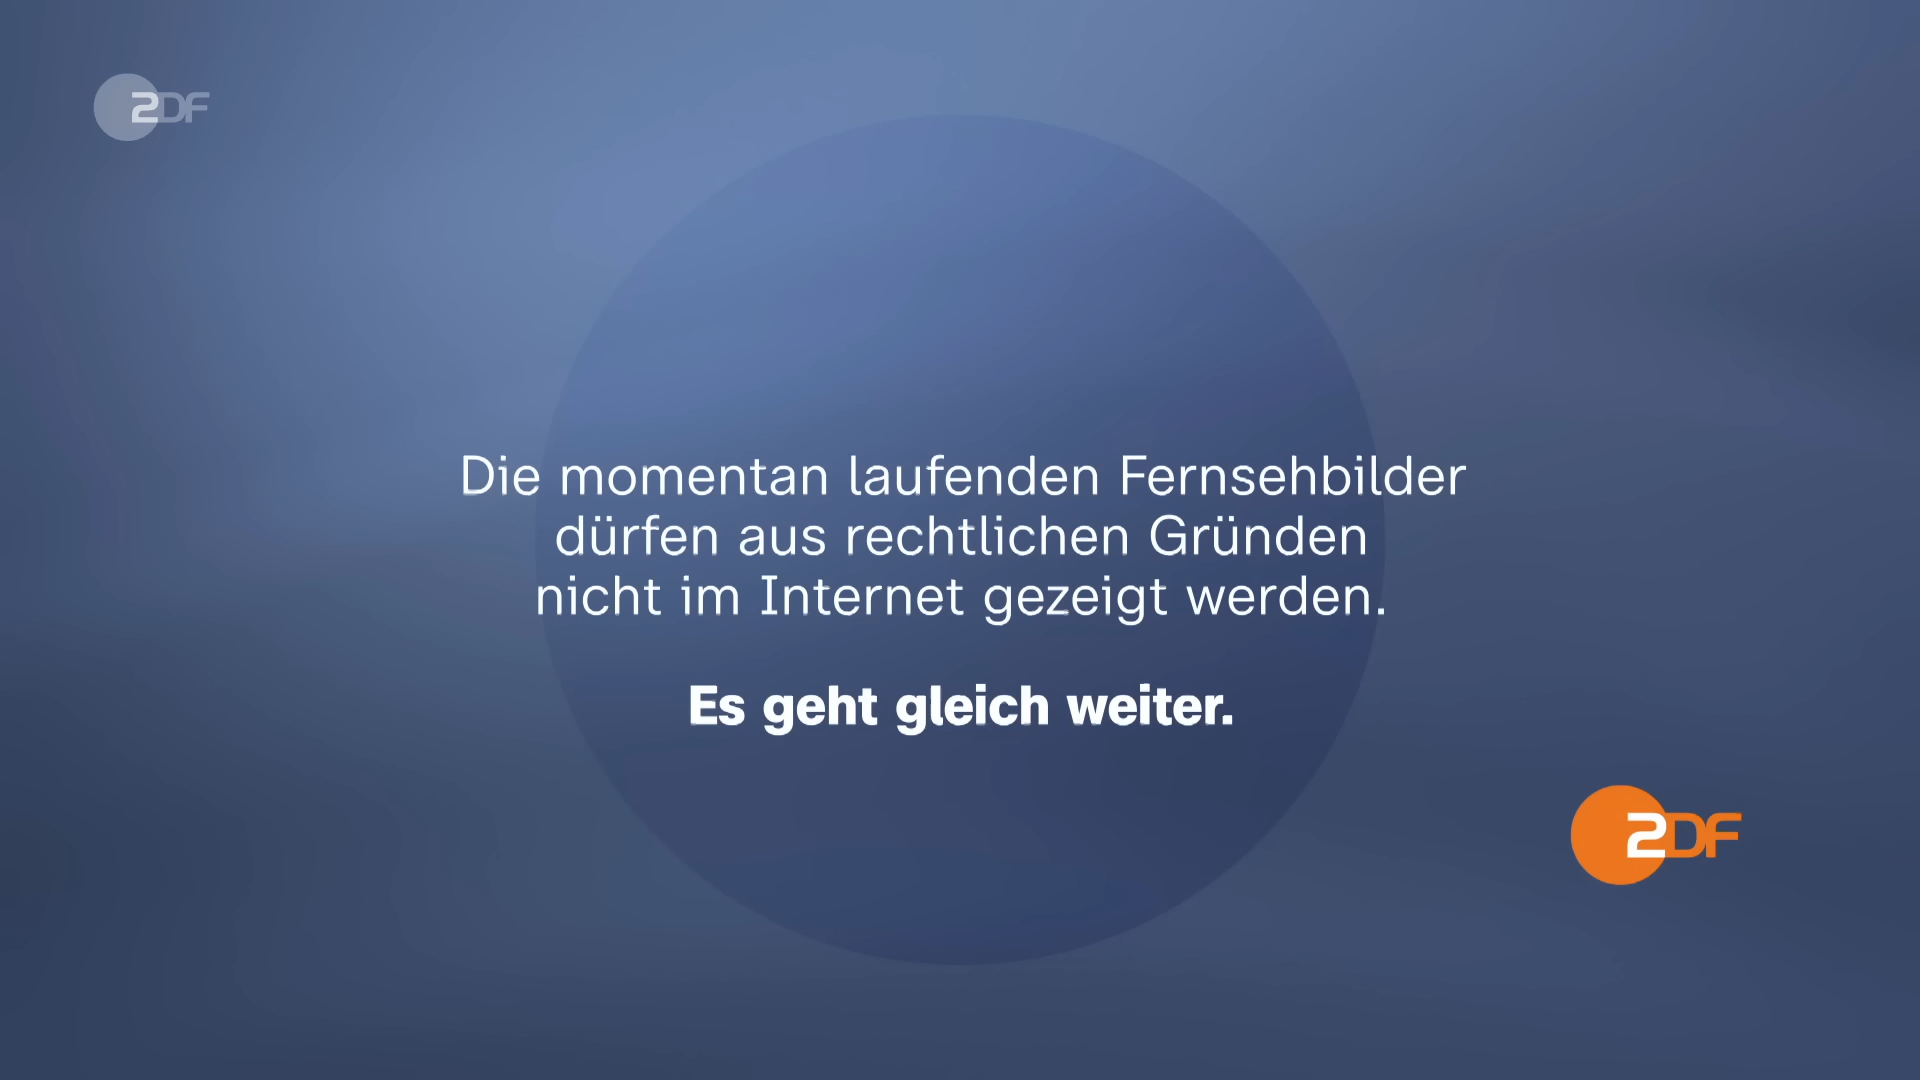 ZDF
Die momentan laufenden Fernsehbilder
dürfen aus rechtlichen Gründen
nicht im Internet gezeigt werden.
Es geht gleich weiter.
ZDF